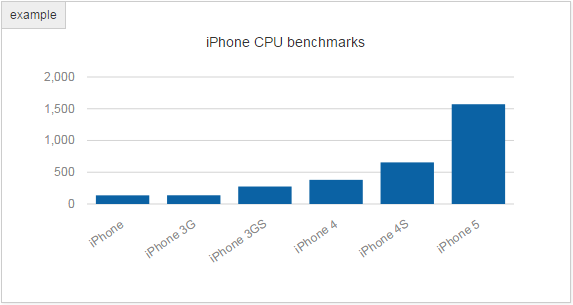 example
iPhone CPU benchmarks
2,000
1,500
1,000
500
0
iPhone
iPhone 3G
iPhone 3GS
iPhone 4
iPhone 4S
iPhone 5